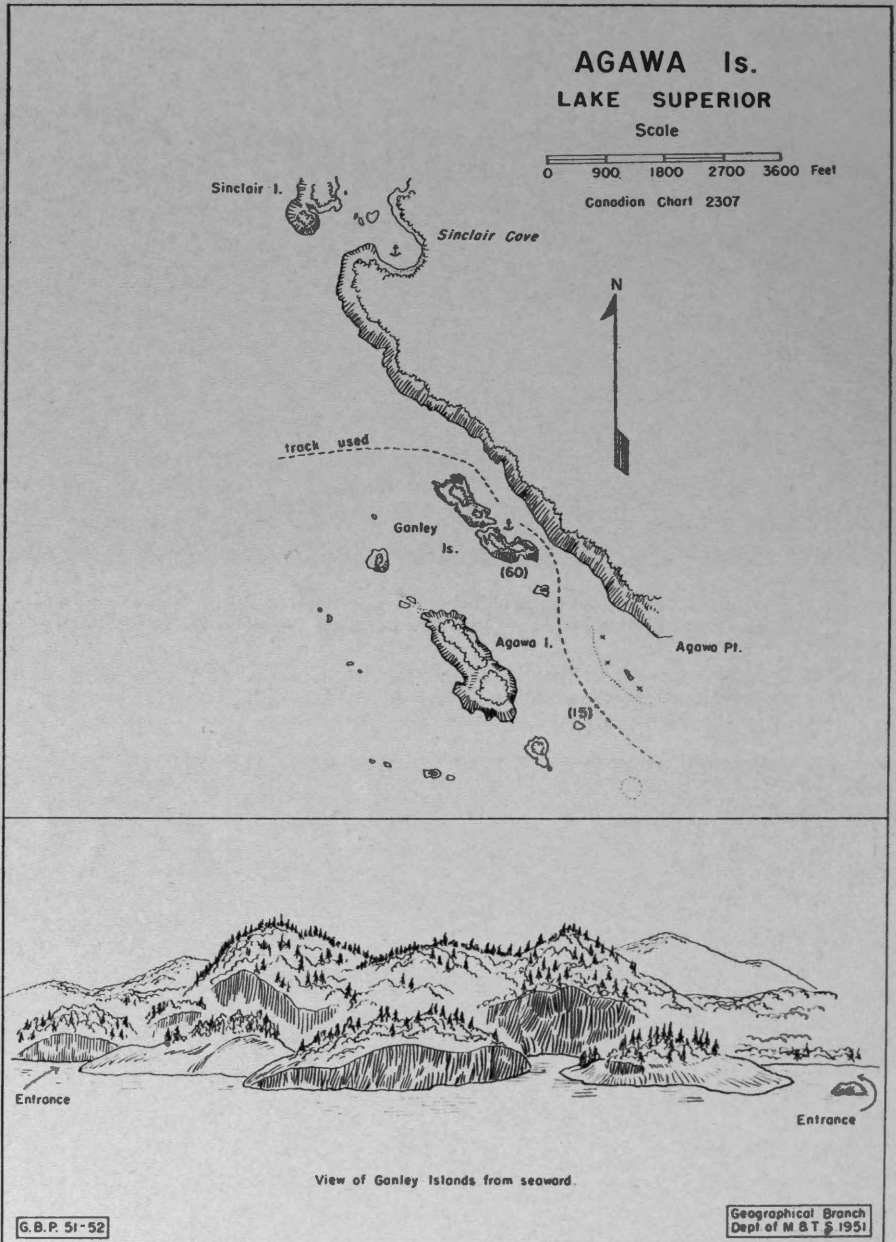 AGAWA Is.
LAKE SUPERIOR
Scale
0 900 1800 2700 3600 Feet
Canadian Chart 2307
Sinclair I.
Sinclair Cove
N
track used
Ganley
Is.
(60)
Agawa I.
Agawa Pt.
(15)
Entrance
Entrance
View of Ganley Islands from seaward.
G.B.P. 51-52
Geographical Branch
Dept of M & T S 1951